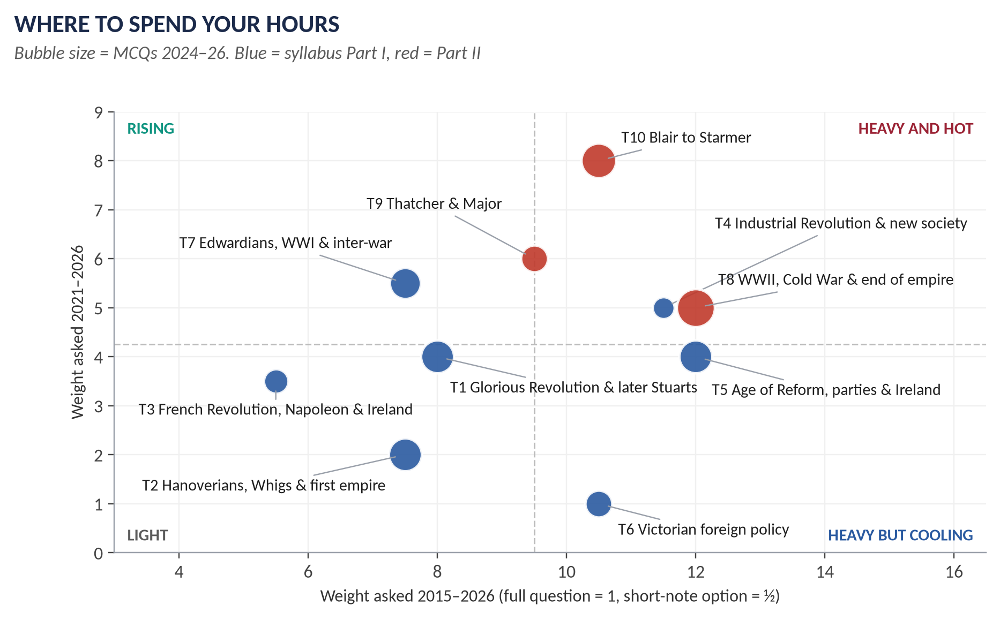 WHERE TO SPEND YOUR HOURS
Bubble size = MCQs 2024–26. Blue = syllabus Part I, red = Part II
9
8
7
6
5
4
3
2
1
0
Weight asked 2021–2026
RISING
HEAVY AND HOT
T10 Blair to Starmer
T9 Thatcher & Major
T4 Industrial Revolution & new society
T7 Edwardians, WWI & inter-war
T8 WWII, Cold War & end of empire
T1 Glorious Revolution & later Stuarts
T5 Age of Reform, parties & Ireland
T3 French Revolution, Napoleon & Ireland
T2 Hanoverians, Whigs & first empire
T6 Victorian foreign policy
LIGHT
HEAVY BUT COOLING
4 6 8 10 12 14 16
Weight asked 2015–2026 (full question = 1, short-note option = ½)